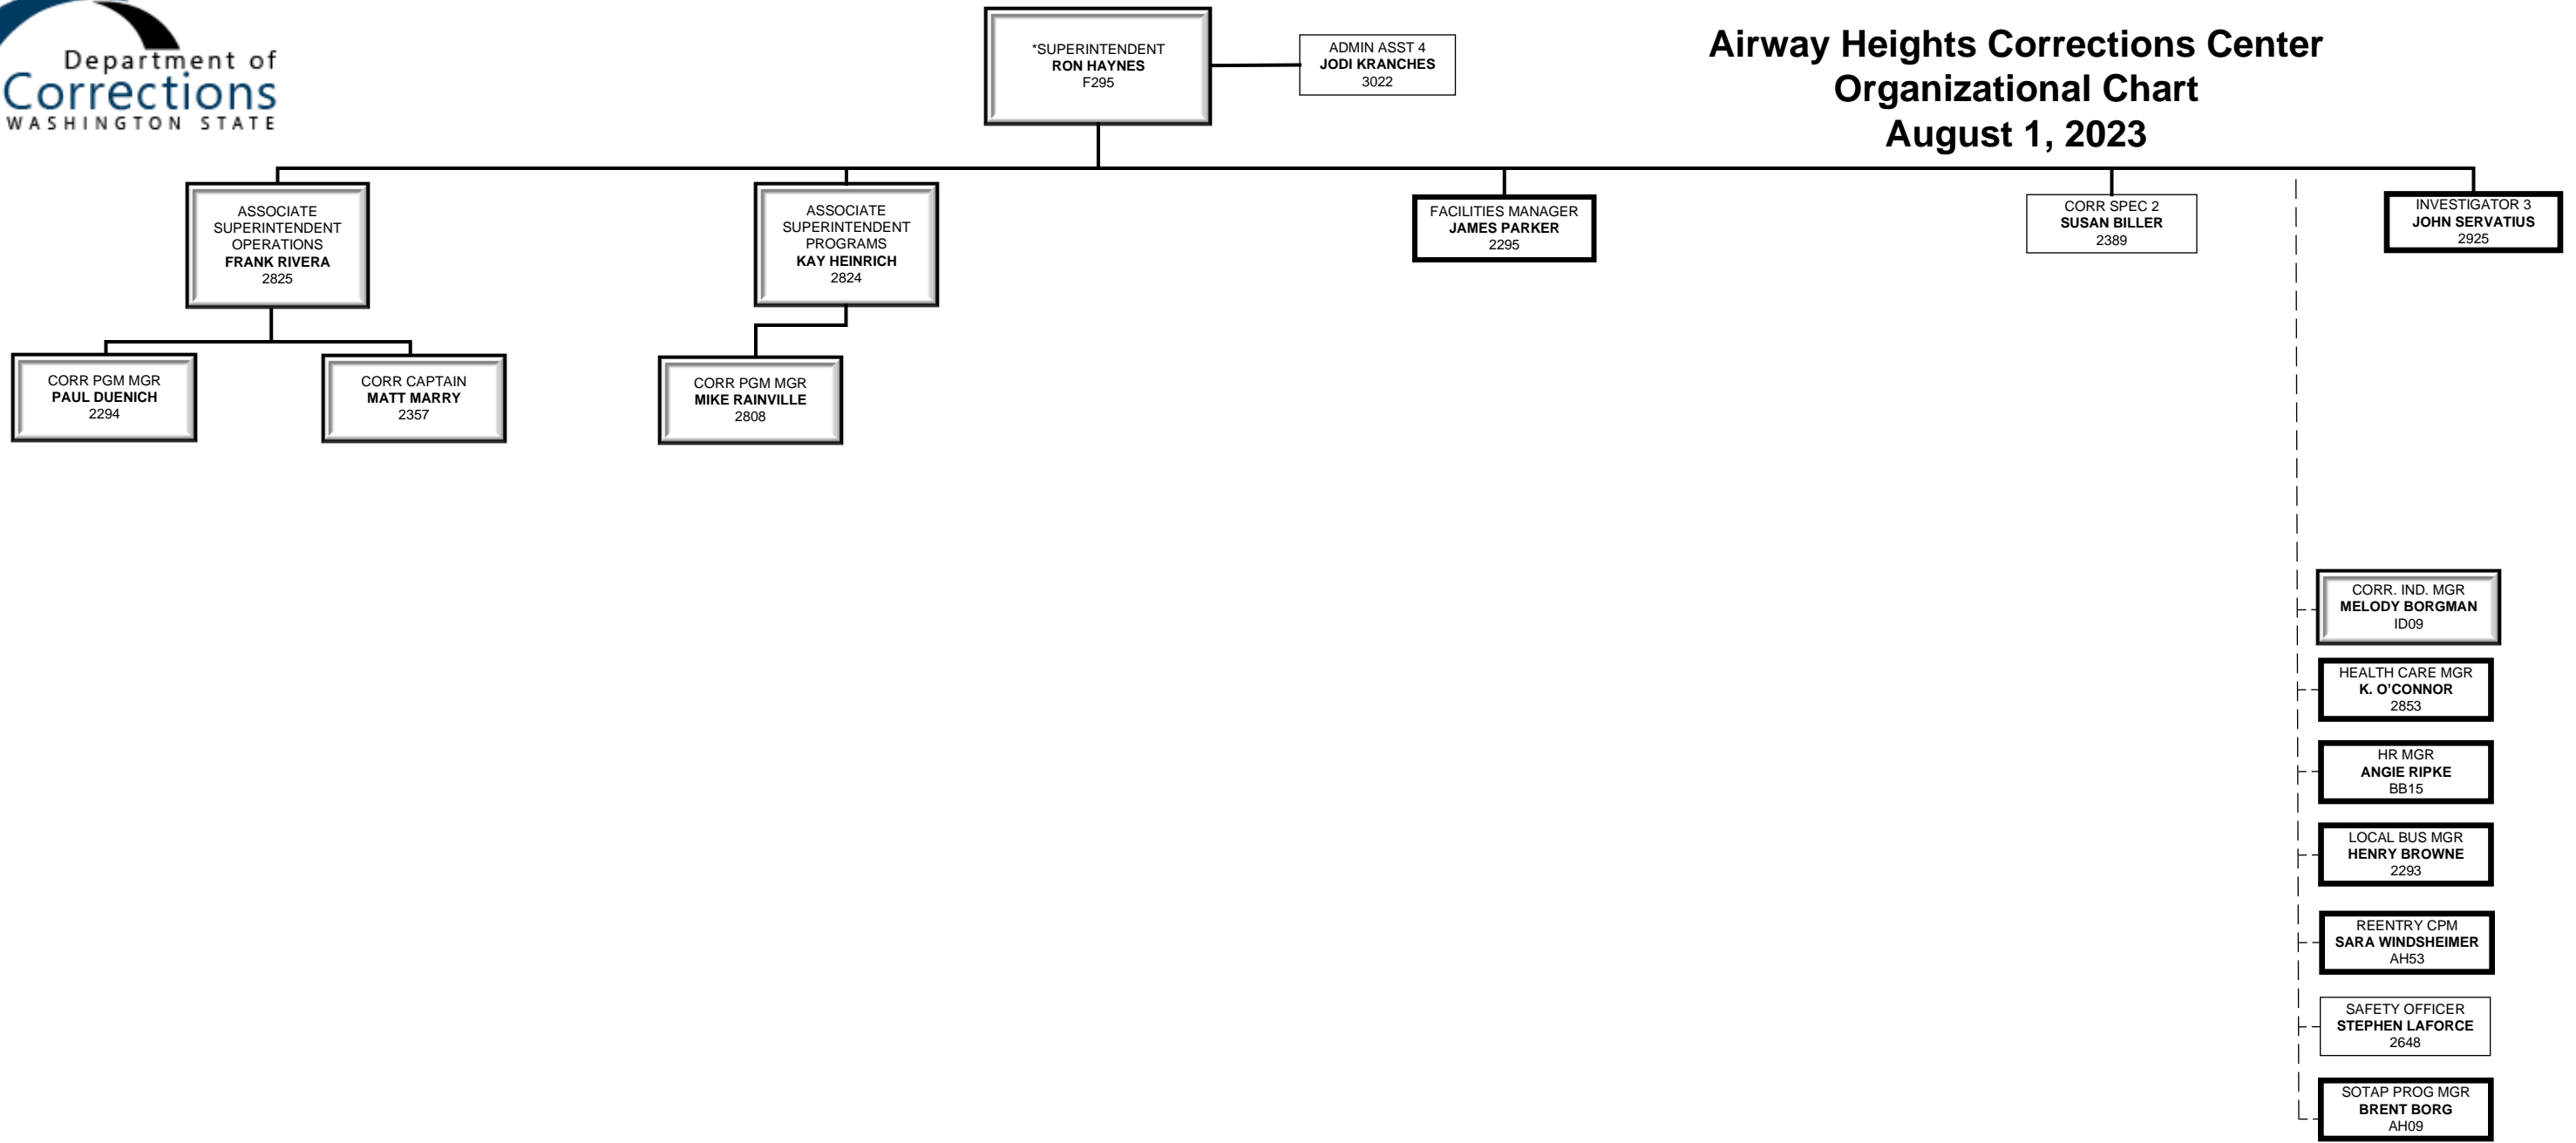 Department of
Corrections
WASHINGTON STATE
*SUPERINTENDENT
RON HAYNES
F295
ADMIN ASST 4
JODI KRANCHES
3022
Airway Heights Corrections Center
Organizational Chart
August 1, 2023
ASSOCIATE
SUPERINTENDENT
OPERATIONS
FRANK RIVERA
2825
ASSOCIATE
SUPERINTENDENT
PROGRAMS
KAY HEINRICH
2824
FACILITIES MANAGER
JAMES PARKER
2295
CORR SPEC 2
SUSAN BILLER
2389
INVESTIGATOR 3
JOHN SERVATIUS
2925
CORR PGM MGR
PAUL DUENICH
2294
CORR CAPTAIN
MATT MARRY
2357
CORR PGM MGR
MIKE RAINVILLE
2808
CORR. IND. MGR
MELODY BORGMAN
ID09
HEALTH CARE MGR
K. O’CONNOR
2853
HR MGR
ANGIE RIPKE
BB15
LOCAL BUS MGR
HENRY BROWNE
2293
REENTRY CPM
SARA WINDSHEIMER
AH53
SAFETY OFFICER
STEPHEN LAFORCE
2648
SOTAP PROG MGR
BRENT BORG
AH09